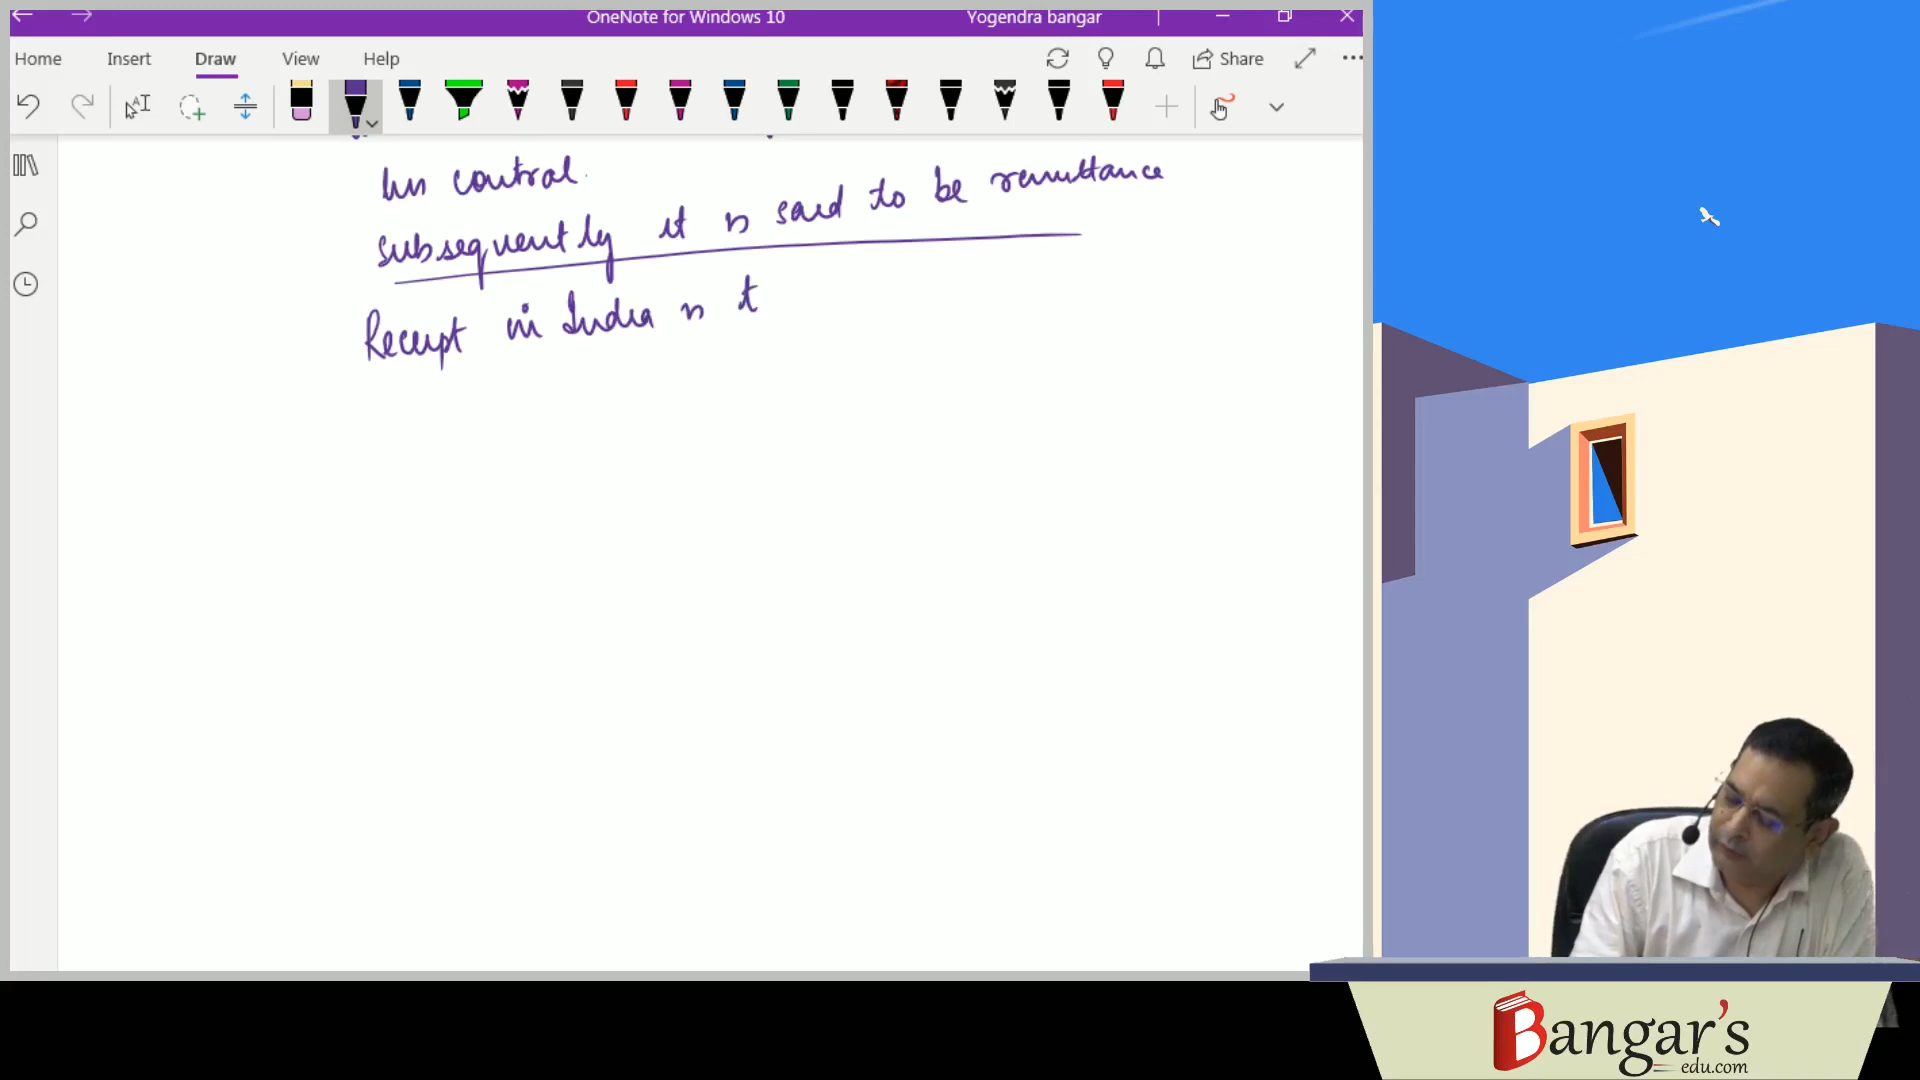 OneNote for Windows 10
Yogendra bangar
Home Insert Draw View Help
Share
his control.
subsequently it is said to be remittance
Receipt in India is t
Bangar's
edu.com